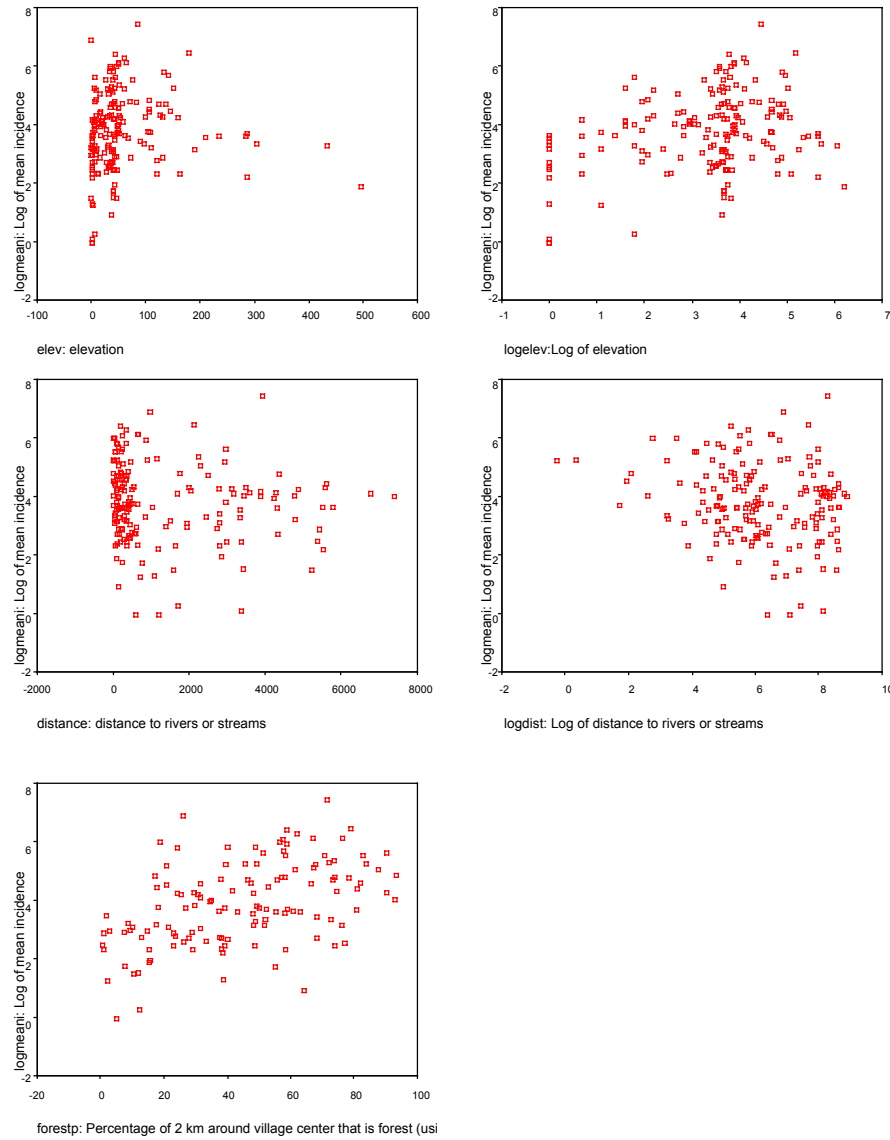 8
6
4
2
0
-2
-100 0 100 200 300 400 500 600
logmeani: Log of mean incidence
elev: elevation
8
6
4
2
0
-2
-1 0 1 2 3 4 5 6 7
logmeani: Log of mean incidence
logelev:Log of elevation
8
6
4
2
0
-2
-2000 0 2000 4000 6000 8000
logmeani: Log of mean incidence
distance: distance to rivers or streams
8
6
4
2
0
-2
-2 0 2 4 6 8 10
logmeani: Log of mean incidence
logdist: Log of distance to rivers or streams
8
6
4
2
0
-2
-20 0 20 40 60 80 100
logmeani: Log of mean incidence
forestp: Percentage of 2 km around village center that is forest (usi